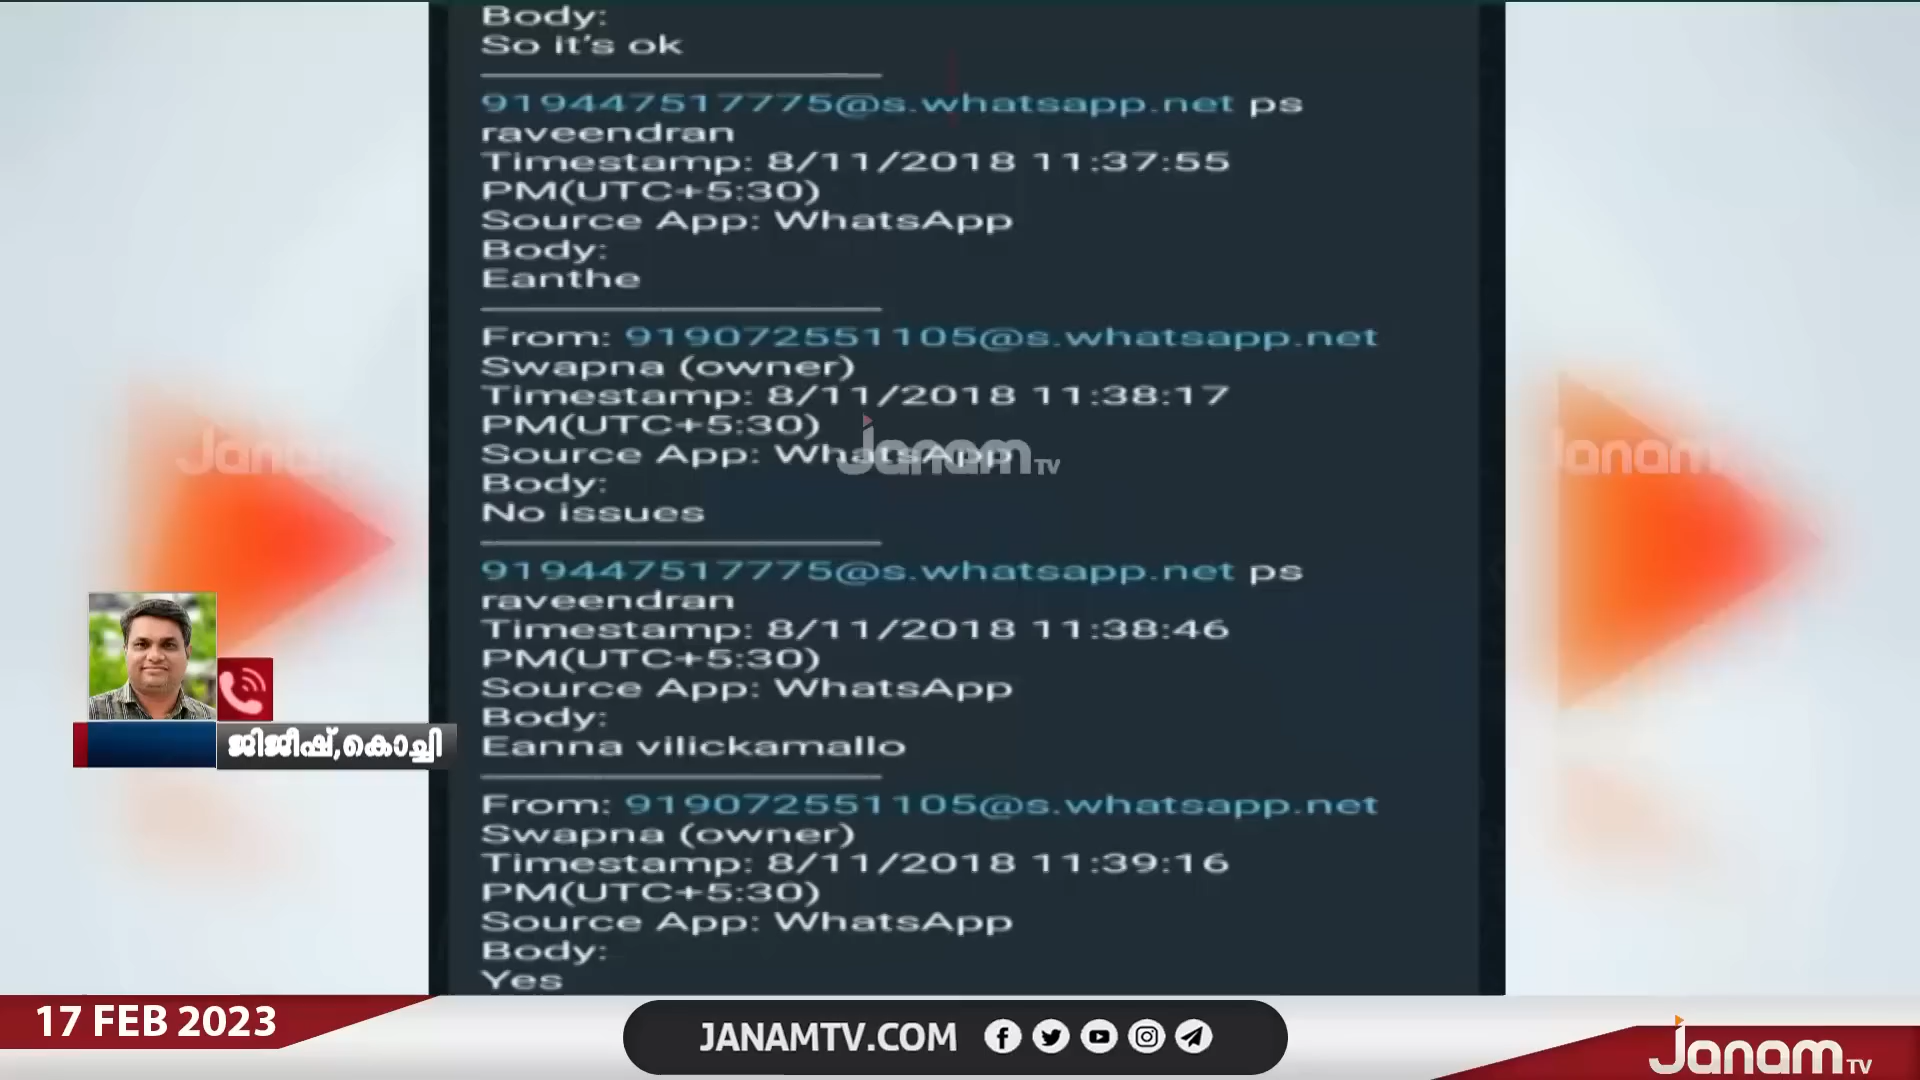 Body:
So it's ok
919447517775@s.whatsapp.net ps
raveendran
Timestamp: 8/11/2018 11:37:55
PM(UTC+5:30)
Source App: WhatsApp
Body:
Eanthe
From: 919072551105@s.whatsapp.net
Swapna (owner)
Timestamp: 8/11/2018 11:38:17
PM(UTC+5:30)
Source App: WhatsApp
Body:
No issues
919447517775@s.whatsapp.net ps
raveendran
Timestamp: 8/11/2018 11:38:46
PM(UTC+5:30)
Source App: WhatsApp
Body:
Eanna vilickamallo
From: 919072551105@s.whatsapp.net
Swapna (owner)
Timestamp: 8/11/2018 11:39:16
PM(UTC+5:30)
Source App: WhatsApp
Body:
Yes
Janam
Janam TV
Janam
ജിജീഷ്,കൊച്ചി
17 FEB 2023
JANAMTV.COM
Janam TV